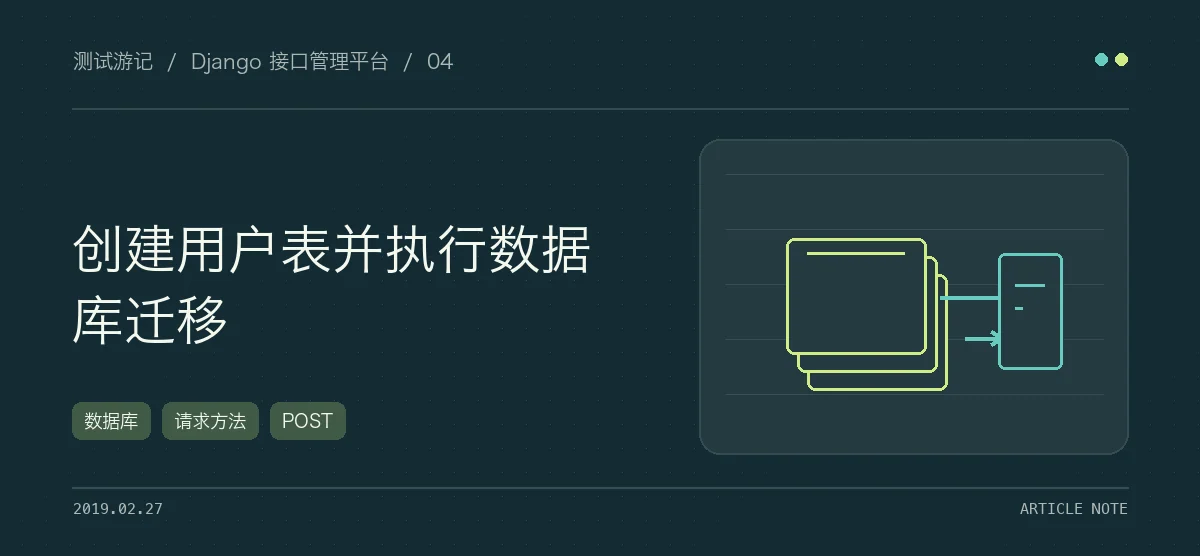 测试游记 / Django 接口管理平台 / 04
创建用户表并执行数据
库迁移
数据库 请求方法 POST
2019.02.27 ARTICLE NOTE